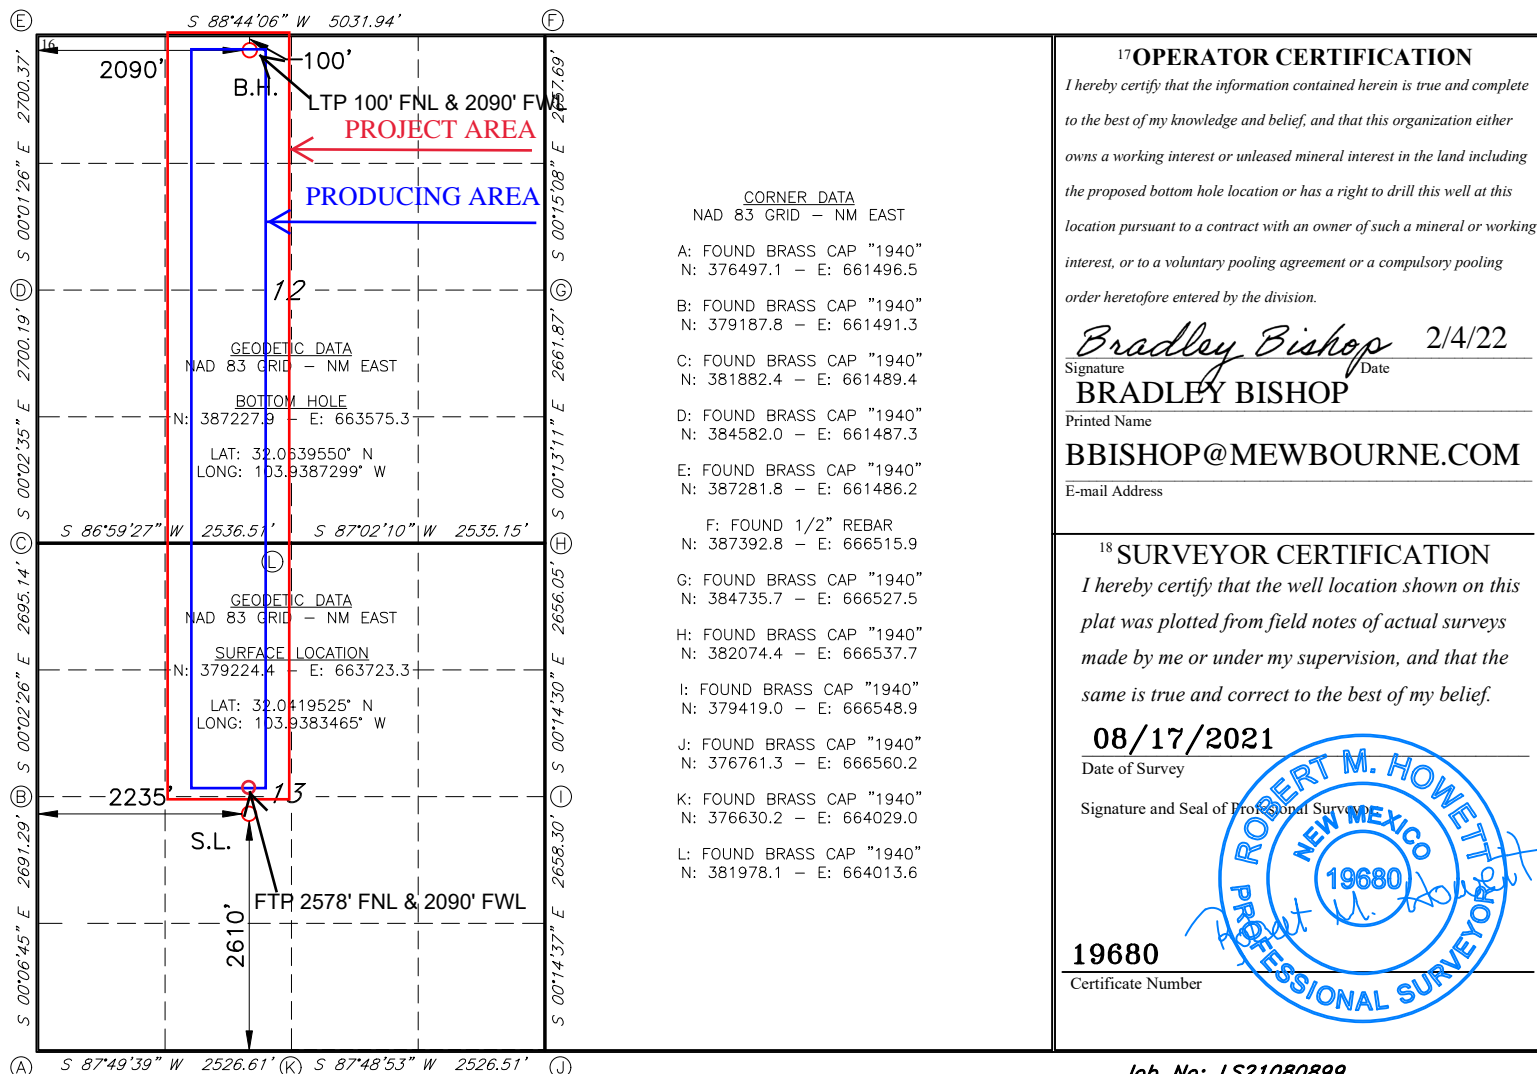 E S 88°44'06" W 5031.94' F
16
2090'
100'
B.H.
LTP 100' FNL & 2090' FWL
PROJECT AREA
PRODUCING AREA
S 00°01'26" E 2700.37'
S 00°15'08" E 2657.69'
D 12 G
GEODETIC DATA
NAD 83 GRID – NM EAST
BOTTOM HOLE
N: 387227.9 – E: 663575.3
LAT: 32.0639550° N
LONG: 103.9387299° W
S 00°02'35" E 2700.19'
S 00°13'11" E 2661.87'
S 86°59'27" W 2536.51' S 87°02'10" W 2535.15'
C H
L
GEODETIC DATA
NAD 83 GRID – NM EAST
SURFACE LOCATION
N: 379224.4 – E: 663723.3
LAT: 32.0419525° N
LONG: 103.9383465° W
S 00°02'26" E 2695.14'
S 00°14'30" E 2656.05'
B 2235' 13 I
S.L.
FTP 2578' FNL & 2090' FWL
2610'
S 00°06'45" E 2691.29'
S 00°14'37" E 2658.30'
A S 87°49'39" W 2526.61' K S 87°48'53" W 2526.51' J
CORNER DATA
NAD 83 GRID – NM EAST
A: FOUND BRASS CAP "1940"
N: 376497.1 – E: 661496.5
B: FOUND BRASS CAP "1940"
N: 379187.8 – E: 661491.3
C: FOUND BRASS CAP "1940"
N: 381882.4 – E: 661489.4
D: FOUND BRASS CAP "1940"
N: 384582.0 – E: 661487.3
E: FOUND BRASS CAP "1940"
N: 387281.8 – E: 661486.2
F: FOUND 1/2" REBAR
N: 387392.8 – E: 666515.9
G: FOUND BRASS CAP "1940"
N: 384735.7 – E: 666527.5
H: FOUND BRASS CAP "1940"
N: 382074.4 – E: 666537.7
I: FOUND BRASS CAP "1940"
N: 379419.0 – E: 666548.9
J: FOUND BRASS CAP "1940"
N: 376761.3 – E: 666560.2
K: FOUND BRASS CAP "1940"
N: 376630.2 – E: 664029.0
L: FOUND BRASS CAP "1940"
N: 381978.1 – E: 664013.6
17 OPERATOR CERTIFICATION
I hereby certify that the information contained herein is true and complete
to the best of my knowledge and belief, and that this organization either
owns a working interest or unleased mineral interest in the land including
the proposed bottom hole location or has a right to drill this well at this
location pursuant to a contract with an owner of such a mineral or working
interest, or to a voluntary pooling agreement or a compulsory pooling
order heretofore entered by the division.
Bradley Bishop 2/4/22
Signature Date
BRADLEY BISHOP
Printed Name
BBISHOP@MEWBOURNE.COM
E-mail Address
18 SURVEYOR CERTIFICATION
I hereby certify that the well location shown on this
plat was plotted from field notes of actual surveys
made by me or under my supervision, and that the
same is true and correct to the best of my belief.
08/17/2021
Date of Survey
Signature and Seal of Professional Surveyor
ROBERT M. HOWETT
NEW MEXICO
19680
PROFESSIONAL SURVEYOR
Robert M. Howett
19680
Certificate Number
Job No: LS21080899